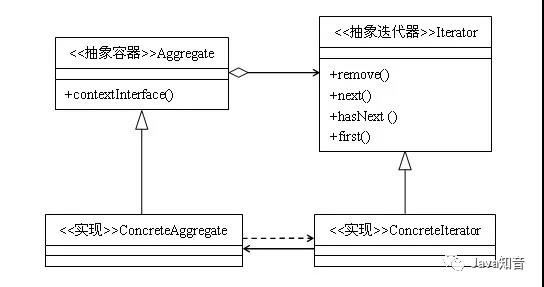 <<抽象容器>>Aggregate
+contextInterface()
<<抽象迭代器>>Iterator
+remove()
+next()
+hasNext ()
+first()
<<实现>>ConcreteAggregate
<<实现>>ConcreteIterator
Java知音